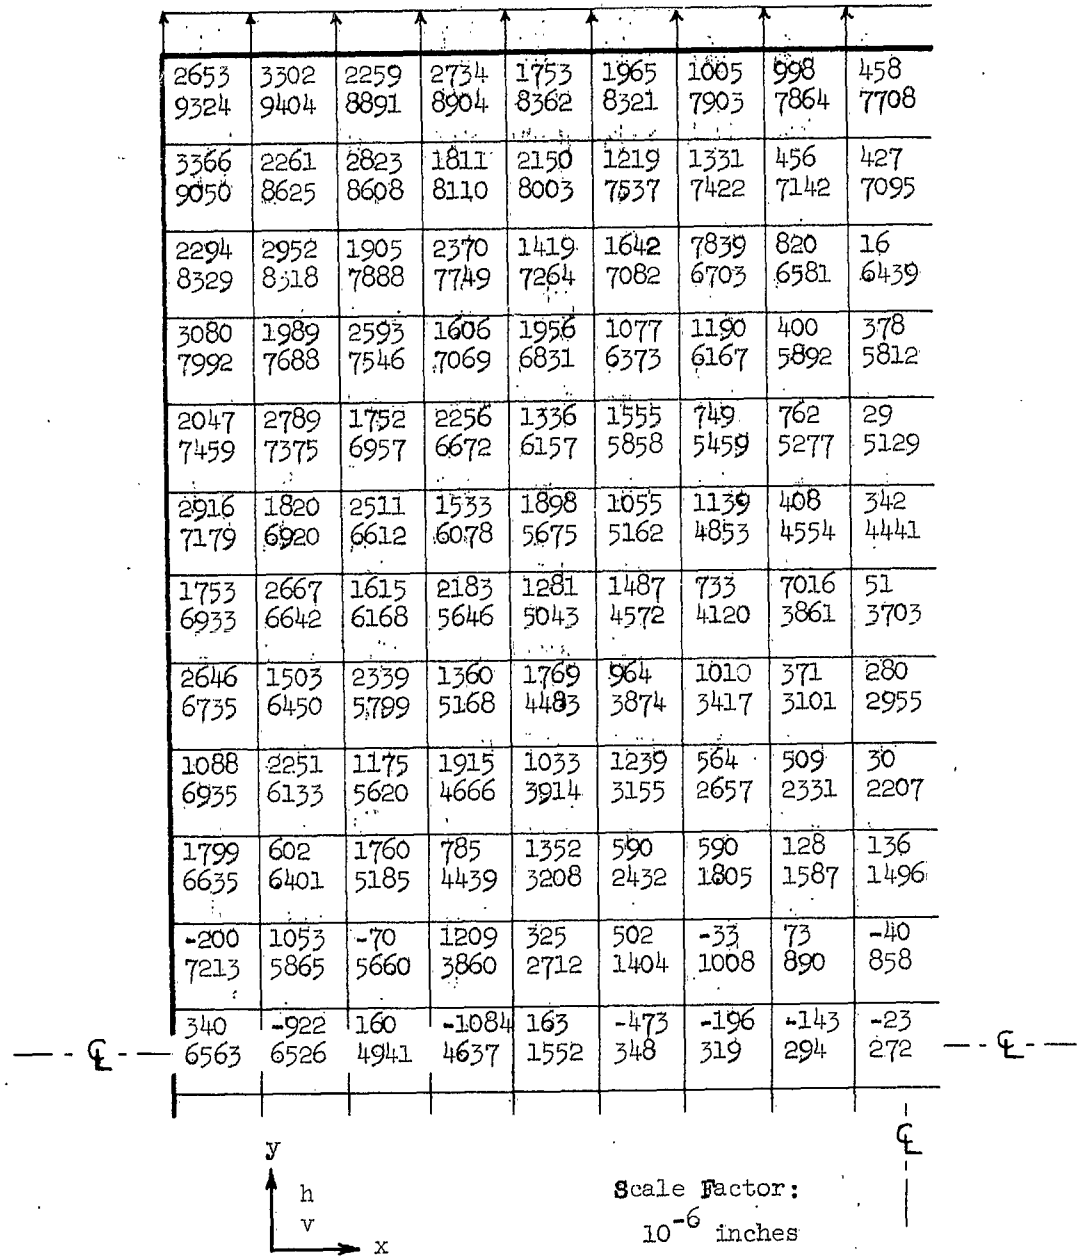 2653 3302 2259 2734 1753 1965 1005 998 458
9324 9404 8891 8904 8362 8321 7903 7864 7708
3366 2261 2823 1811 2150 1219 1331 456 427
9050 8625 8608 8110 8003 7537 7422 7142 7095
2294 2952 1905 2370 1419 1642 7839 820 16
8329 8318 7888 7749 7264 7082 6703 6581 6439
3080 1989 2593 1606 1956 1077 1190 400 378
7992 7688 7546 7069 6831 6373 6167 5892 5812
2047 2789 1752 2256 1336 1555 749 762 29
7459 7375 6957 6672 6157 5858 5459 5277 5129
2916 1820 2511 1533 1898 1055 1139 408 342
7179 6920 6612 6078 5675 5162 4853 4554 4441
1753 2667 1615 2183 1281 1487 733 7016 51
6933 6642 6168 5646 5043 4572 4120 3861 3703
2646 1503 2339 1360 1769 964 1010 371 280
6735 6450 5799 5168 4483 3874 3417 3101 2955
1088 2251 1175 1915 1033 1239 564 509 30
6935 6133 5620 4666 3914 3155 2657 2331 2207
1799 602 1760 785 1352 590 590 128 136
6635 6401 5185 4439 3208 2432 1805 1587 1496
-200 1053 -70 1209 325 502 -33 73 -40
7213 5865 5660 3860 2712 1404 1008 890 858
340 -922 160 -1084 163 -473 -196 -143 -23
℄ 6563 6526 4941 4637 1552 348 319 294 272 ℄
℄
y
h
v
x
Scale Factor:
10⁻⁶ inches